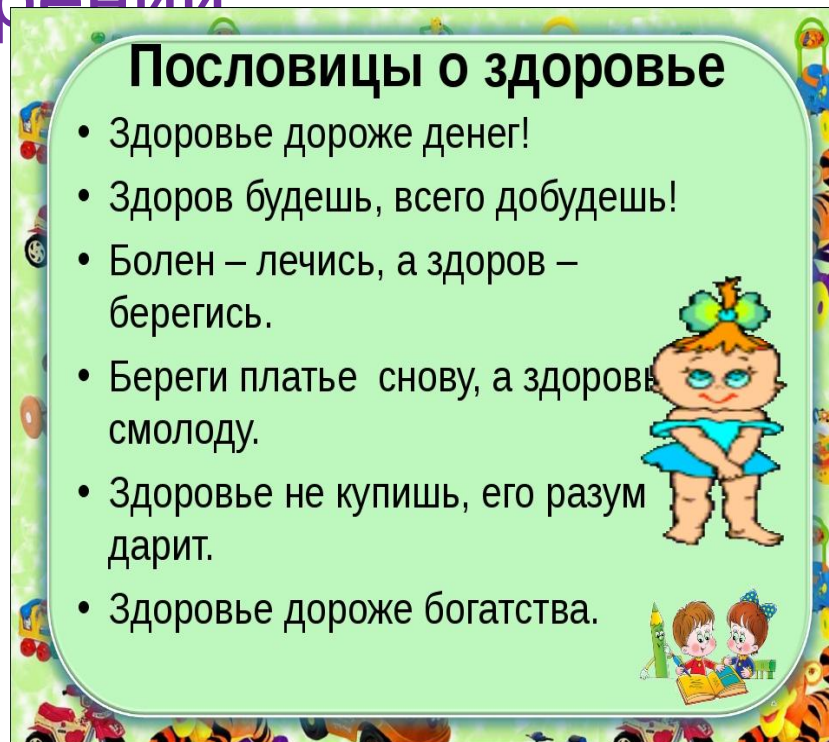 Пословицы о здоровье
• Здоровье дороже денег!
• Здоров будешь, всего добудешь!
• Болен – лечись, а здоров –
берегись.
• Береги платье снову, а
смолоду.
• Здоровье не купишь, его разум
дарит.
• Здоровье дороже богатства.